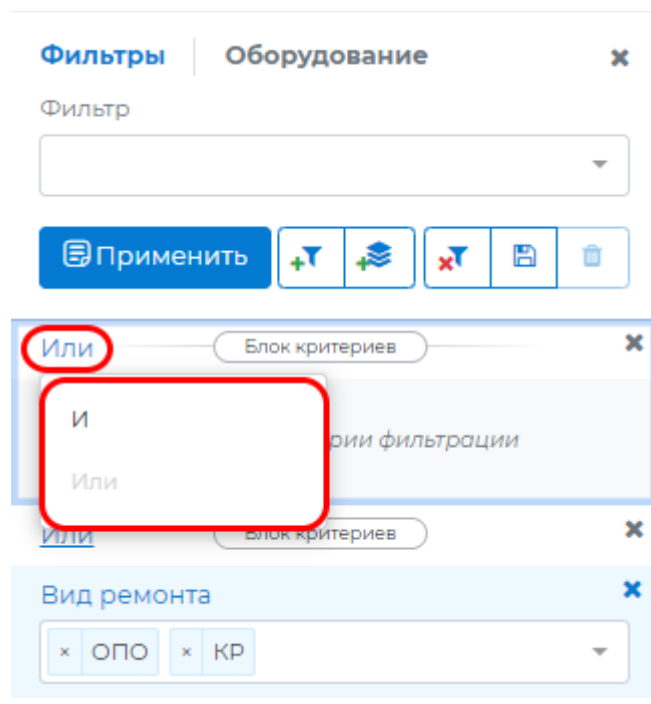 Фильтры Оборудование
Фильтр
Применить
Или Блок критериев
И
рии фильтрации
Или
Или Блок критериев
Вид ремонта
× ОПО × КР